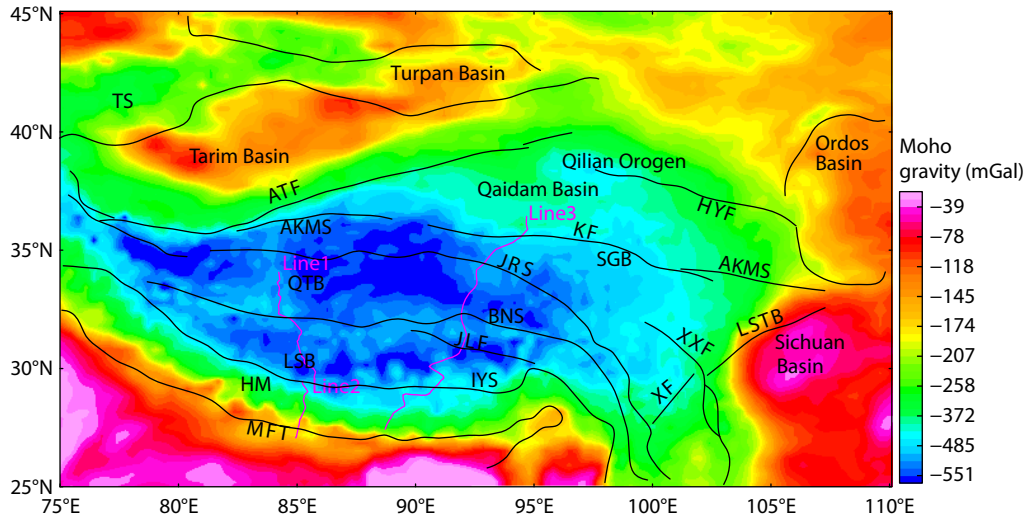 45°N
Turpan Basin
TS
40°N
Tarim Basin
Qilian Orogen
Ordos
Basin
Moho
gravity (mGal)
ATF
Qaidam Basin
HYF
−39
Line3
AKMS
KF
−78
35°N
JRS
SGB
AKMS
−118
Line1
QTB
−145
BNS
−174
LSTB
XXF
JLF
Sichuan
Basin
−207
30°N
LSB
HM
Line2
IYS
XF
−258
−372
MFT
−485
−551
25°N
75°E
80°E
85°E
90°E
95°E
100°E
105°E
110°E